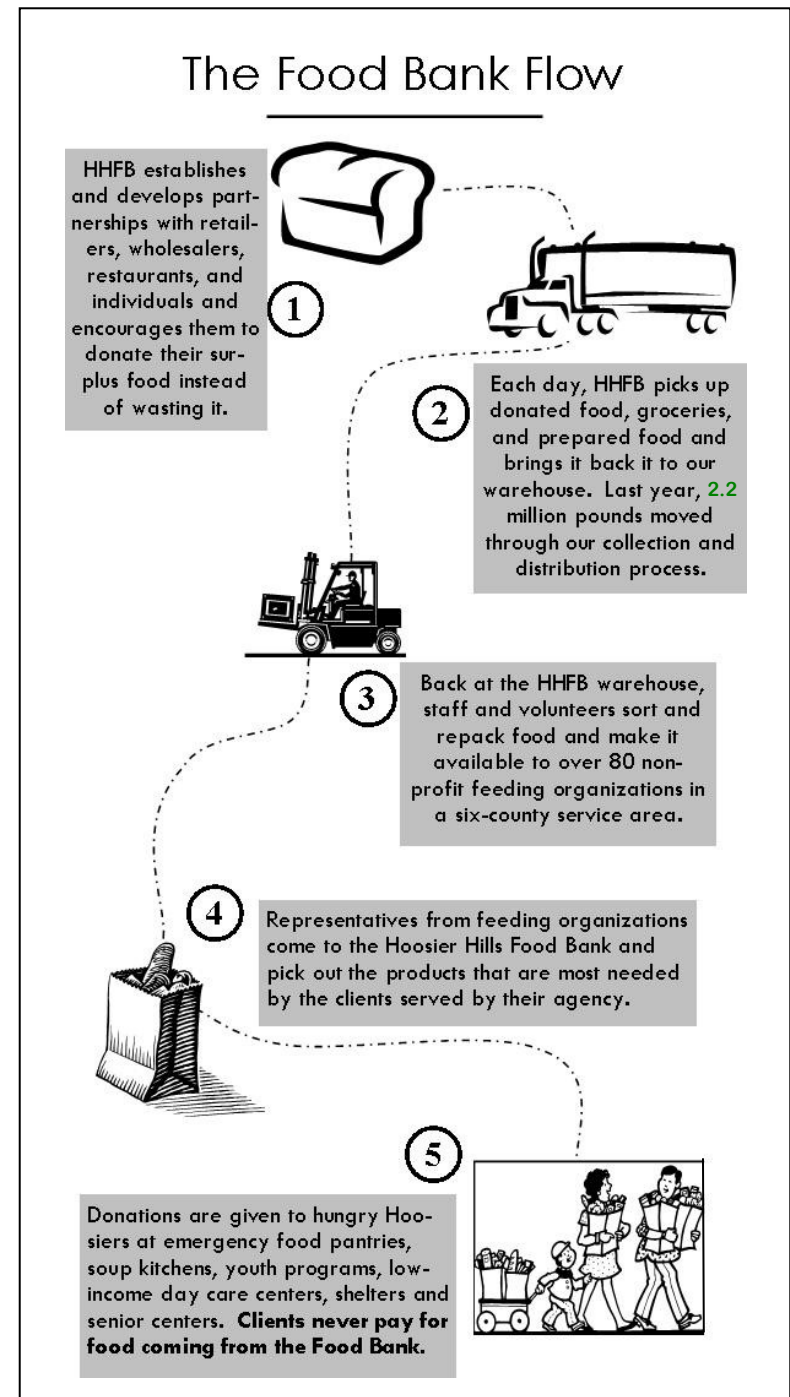 The Food Bank Flow
HHFB establishes
and develops part-
nerships with retail-
ers, wholesalers,
restaurants, and
individuals and
encourages them to
donate their sur-
plus food instead
of wasting it.
1
2
Each day, HHFB picks up
donated food, groceries,
and prepared food and
brings it back it to our
warehouse. Last year, 2.2
million pounds moved
through our collection and
distribution process.
3
Back at the HHFB warehouse,
staff and volunteers sort and
repack food and make it
available to over 80 non-
profit feeding organizations in
a six-county service area.
4
Representatives from feeding organizations
come to the Hoosier Hills Food Bank and
pick out the products that are most needed
by the clients served by their agency.
5
Donations are given to hungry Hoo-
siers at emergency food pantries,
soup kitchens, youth programs, low-
income day care centers, shelters and
senior centers. Clients never pay for
food coming from the Food Bank.